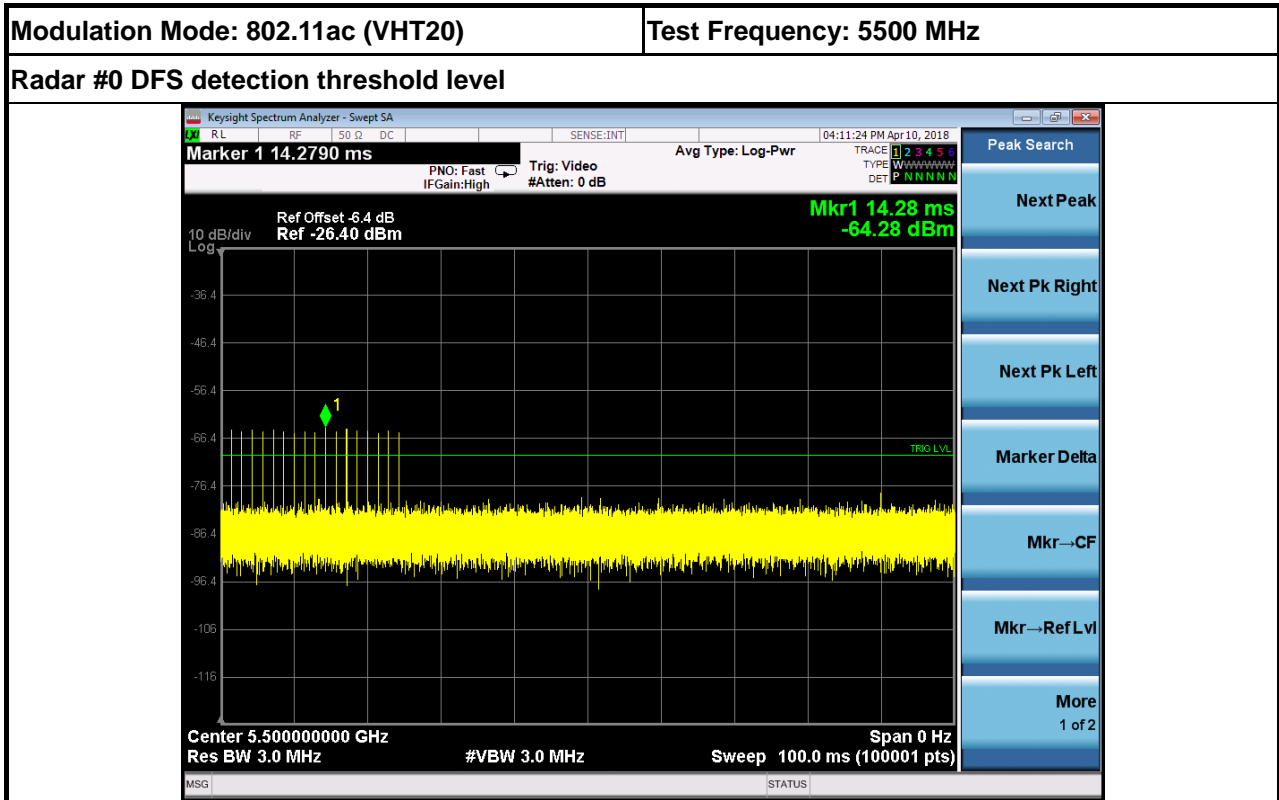 Modulation Mode: 802.11ac (VHT20) Test Frequency: 5500 MHz
Radar #0 DFS detection threshold level
Keysight Spectrum Analyzer - Swept SA
LXI RL RF 50 Ω DC SENSE:INT 04:11:24 PM Apr 10, 2018
Marker 1 14.2790 ms
PNO: Fast
IFGain:High
Trig: Video
#Atten: 0 dB
Avg Type: Log-Pwr
TRACE 1 2 3 4 5 6
TYPE WWWWWW
DET P N N N N N
Peak Search
Mkr1 14.28 ms
-64.28 dBm
Ref Offset -6.4 dB
10 dB/div Ref -26.40 dBm
Log
-36.4
-46.4
-56.4
1
-66.4
TRIG LVL
-76.4
-86.4
-96.4
-106
-116
Center 5.500000000 GHz Span 0 Hz
Res BW 3.0 MHz #VBW 3.0 MHz Sweep 100.0 ms (100001 pts)
MSG STATUS
Next Peak
Next Pk Right
Next Pk Left
Marker Delta
Mkr→CF
Mkr→Ref Lvl
More
1 of 2